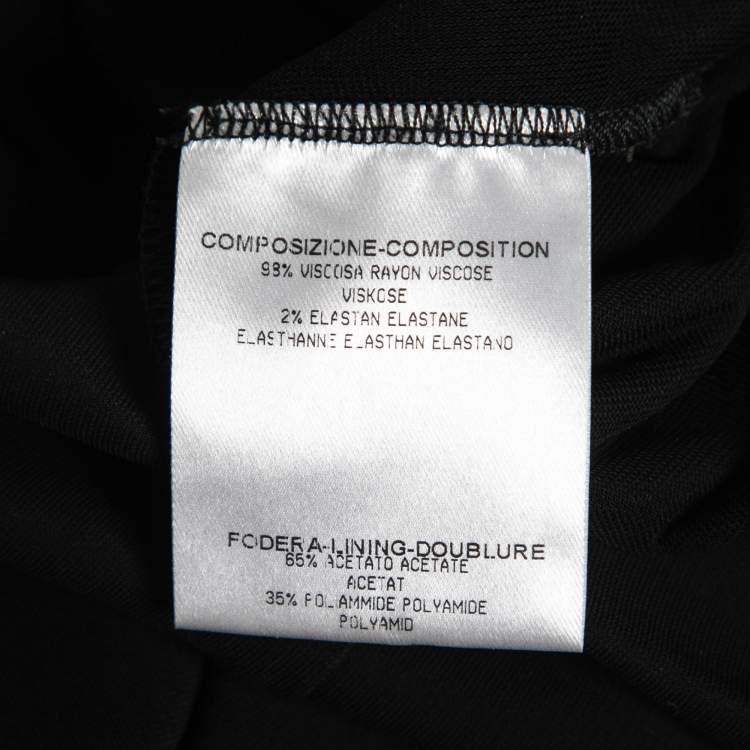 COMPOSIZIONE-COMPOSITION
98% VISCOSA RAYON VISCOSE
VISKOSE
2% ELASTAN ELASTANE
ELASTHANNE ELASTHAN ELASTANO
FODERA-LINING-DOUBLURE
65% ACETATO ACETATE
ACETAT
35% POLIAMMIDE POLYAMIDE
POLYAMID